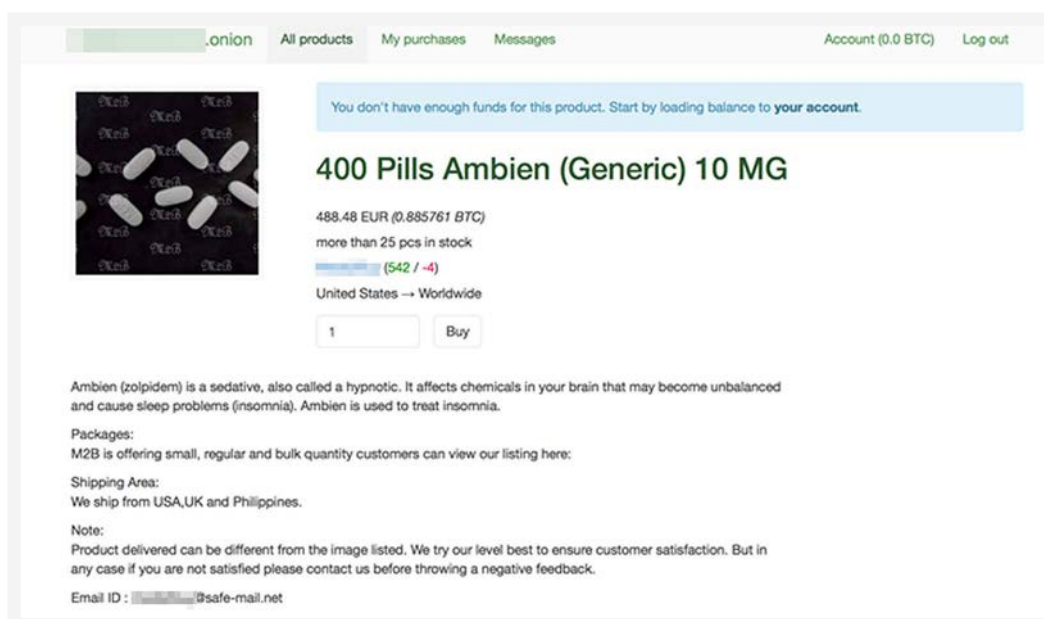 .onion All products My purchases Messages Account (0.0 BTC) Log out
You don't have enough funds for this product. Start by loading balance to your account.
400 Pills Ambien (Generic) 10 MG
488.48 EUR (0.885761 BTC)
more than 25 pcs in stock
(542 / -4)
United States → Worldwide
1 Buy
Ambien (zolpidem) is a sedative, also called a hypnotic. It affects chemicals in your brain that may become unbalanced
and cause sleep problems (insomnia). Ambien is used to treat insomnia.
Packages:
M2B is offering small, regular and bulk quantity customers can view our listing here:
Shipping Area:
We ship from USA,UK and Philippines.
Note:
Product delivered can be different from the image listed. We try our level best to ensure customer satisfaction. But in
any case if you are not satisfied please contact us before throwing a negative feedback.
Email ID : @safe-mail.net